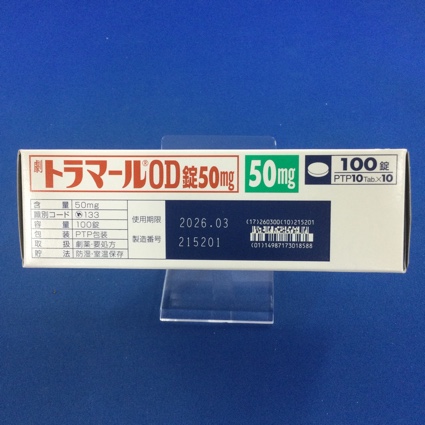 劇 トラマール®OD錠50mg
50mg
100錠
PTP10Tab.×10
含量 50mg
識別コード 133
容量 100錠
包装 PTP包装
取扱 劇薬・要処方
貯法 防湿・室温保存
使用期限 2026.03
製造番号 215201
(17)260300(10)215201
(01)14987173018588